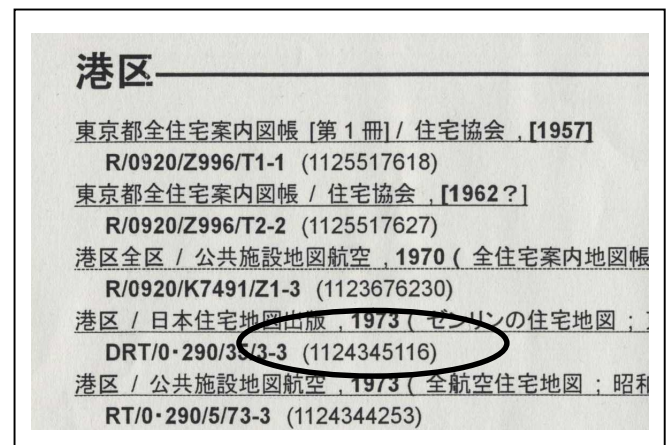 港区
東京都全住宅案内図帳 [第1冊] / 住宅協会 , [1957]
R/0920/Z996/T1-1 (1125517618)
東京都全住宅案内図帳 / 住宅協会 , [1962?]
R/0920/Z996/T2-2 (1125517627)
港区全区 / 公共施設地図航空 , 1970 ( 全住宅案内地図帳
R/0920/K7491/Z1-3 (1123676230)
港区 / 日本住宅地図出版 , 1973 ( ゼンリンの住宅地図 ;
DRT/0・290/35/3-3 (1124345116)
港区 / 公共施設地図航空 , 1973 ( 全航空住宅地図 ; 昭和
RT/0・290/5/73-3 (1124344253)